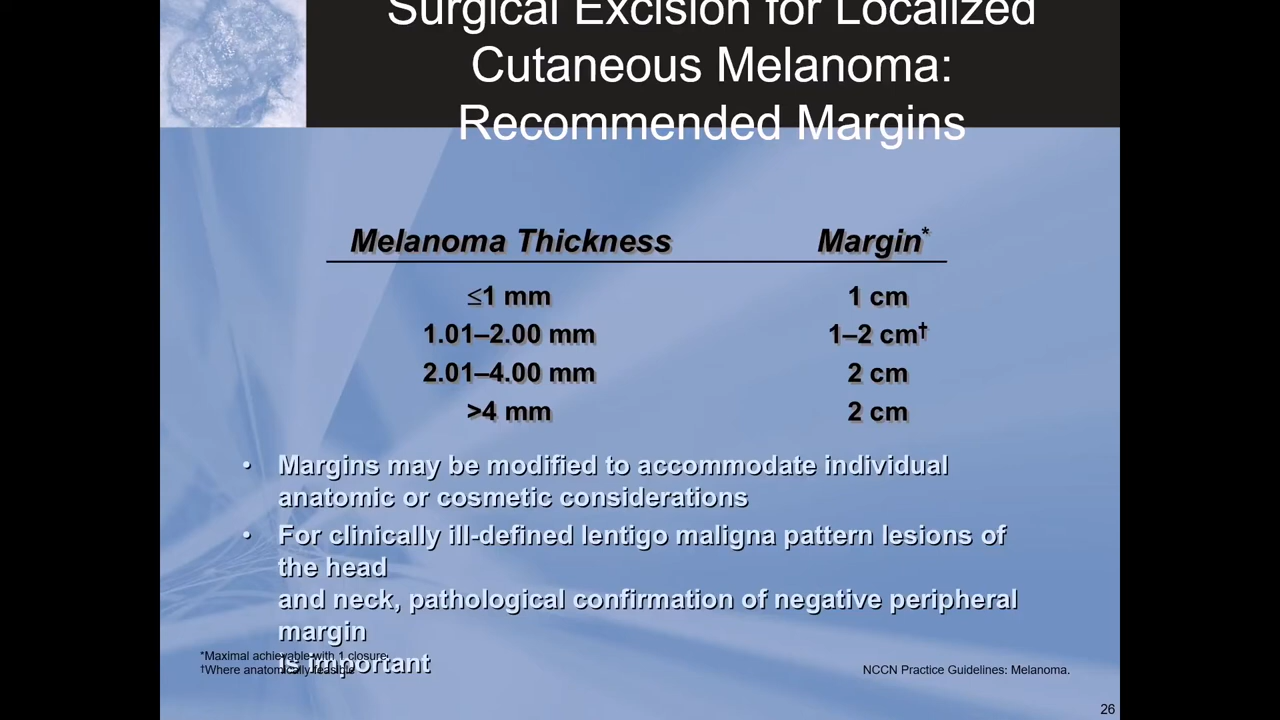 Surgical Excision for Localized
Cutaneous Melanoma:
Recommended Margins
Melanoma Thickness Margin*
≤1 mm 1 cm
1.01–2.00 mm 1–2 cm†
2.01–4.00 mm 2 cm
>4 mm 2 cm
• Margins may be modified to accommodate individual
anatomic or cosmetic considerations
• For clinically ill-defined lentigo maligna pattern lesions of
the head
and neck, pathological confirmation of negative peripheral
margin
is important
*Maximal achievable with 1 closure
†Where anatomically feasible
NCCN Practice Guidelines: Melanoma.
26